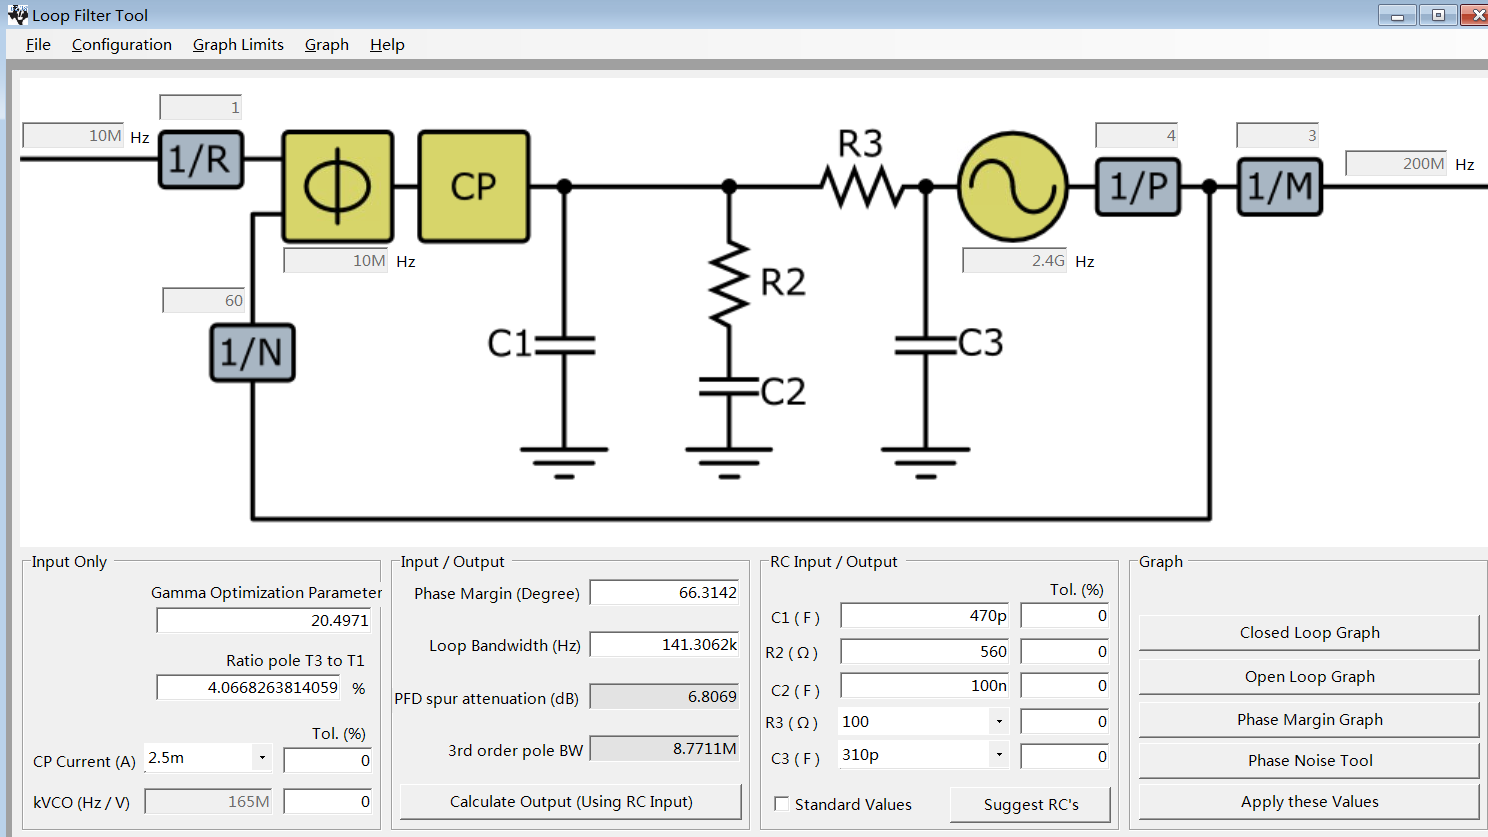 Loop Filter Tool
File Configuration Graph Limits Graph Help
1
10M Hz
1/R
Φ
CP
10M Hz
60
1/N
C1
R2
C2
R3
C3
2.4G Hz
4
1/P
3
1/M
200M Hz
Input Only
Gamma Optimization Parameter
20.4971
Ratio pole T3 to T1
4.0668263814059 %
Tol. (%)
CP Current (A) 2.5m 0
kVCO (Hz / V) 165M 0
Input / Output
Phase Margin (Degree) 66.3142
Loop Bandwidth (Hz) 141.3062k
PFD spur attenuation (dB) 6.8069
3rd order pole BW 8.7711M
Calculate Output (Using RC Input)
RC Input / Output
Tol. (%)
C1 ( F ) 470p 0
R2 ( Ω ) 560 0
C2 ( F ) 100n 0
R3 ( Ω ) 100 0
C3 ( F ) 310p 0
Standard Values Suggest RC's
Graph
Closed Loop Graph
Open Loop Graph
Phase Margin Graph
Phase Noise Tool
Apply these Values